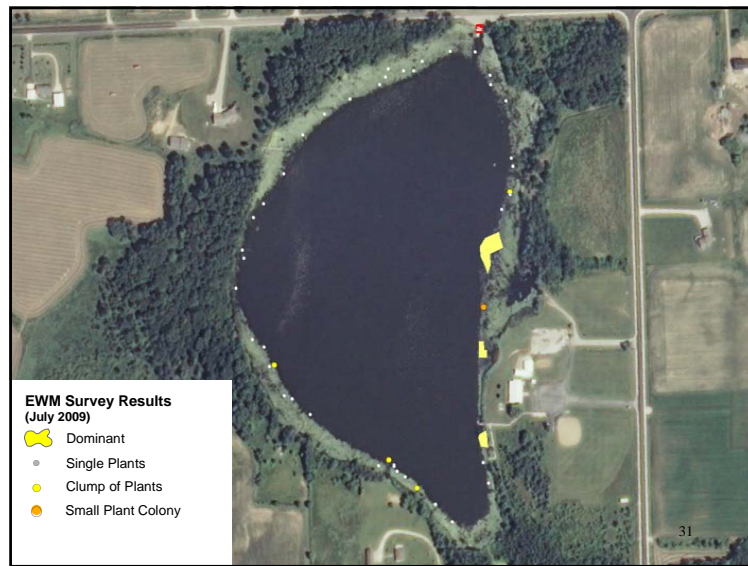 EWM Survey Results
(July 2009)
Dominant
Single Plants
Clump of Plants
Small Plant Colony
31